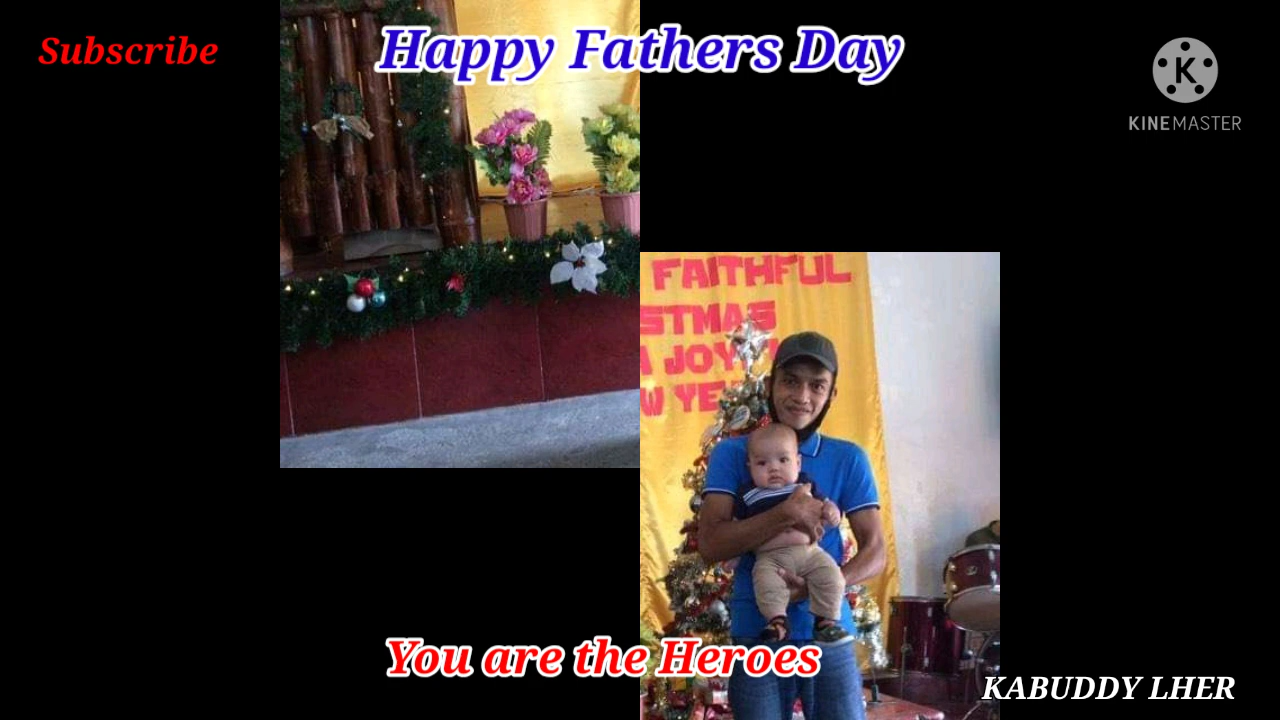 Subscribe
Happy Fathers Day
K
KINEMASTER
FAITHFUL
STMAS
JOY
W YE
You are the Heroes
KABUDDY LHER